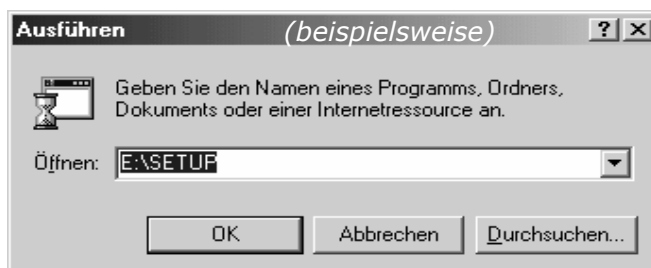 Ausführen (beispielsweise)
Geben Sie den Namen eines Programms, Ordners,
Dokuments oder einer Internetressource an.
Öffnen: E:\SETUP
OK Abbrechen Durchsuchen...